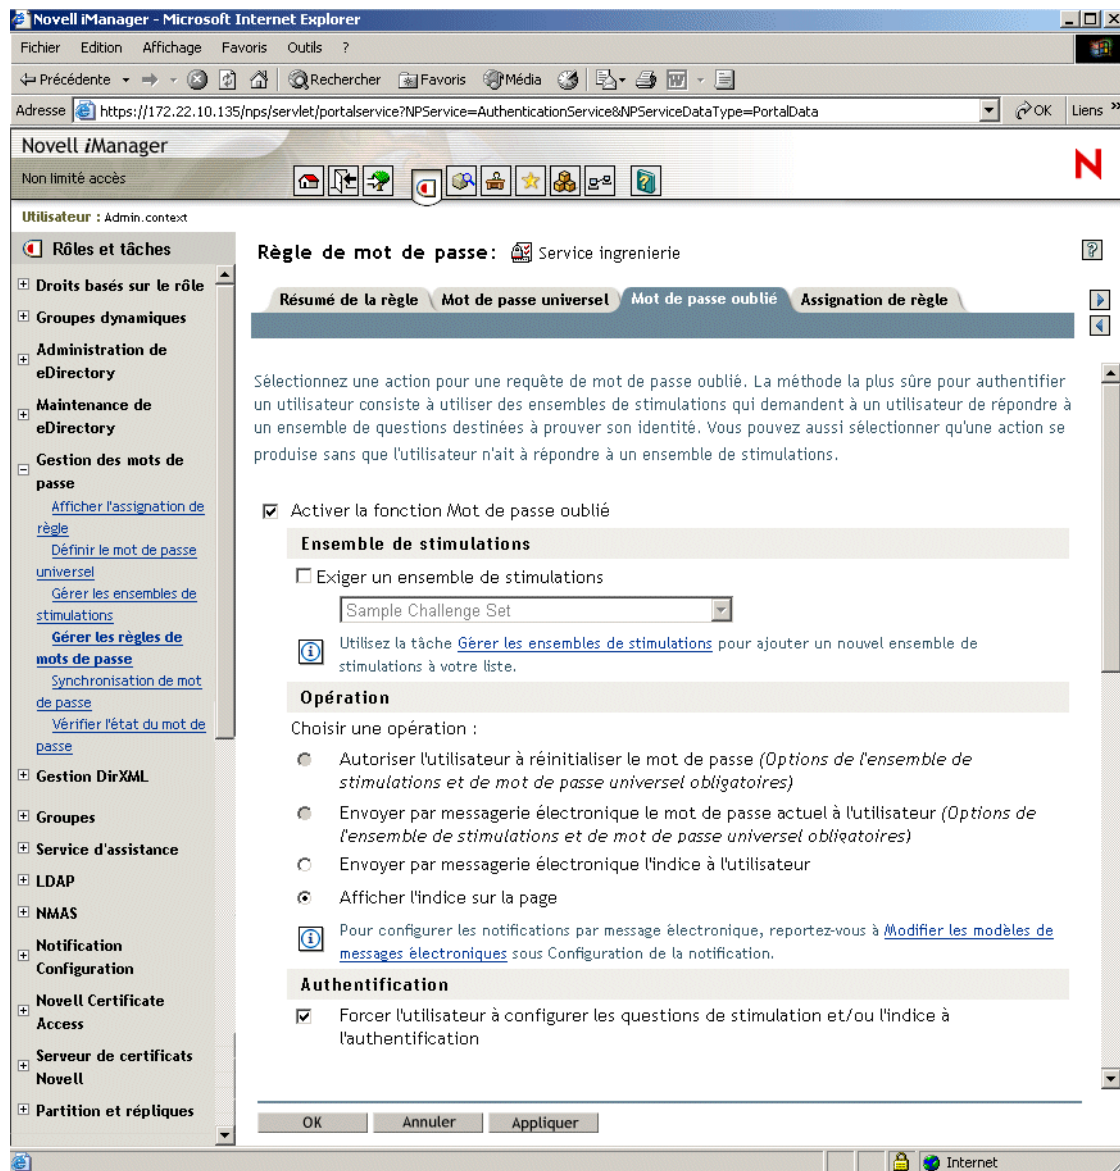 Novell iManager - Microsoft Internet Explorer
Fichier Edition Affichage Favoris Outils ?
Précédente Rechercher Favoris Média
Adresse https://172.22.10.135/nps/servlet/portalservice?NPService=AuthenticationService&NPServiceDataType=PortalData OK Liens »
Novell iManager
Non limité accès
N
Utilisateur : Admin.context
Rôles et tâches
Droits basés sur le rôle
Groupes dynamiques
Administration de
eDirectory
Maintenance de
eDirectory
Gestion des mots de
passe
Afficher l'assignation de
règle
Définir le mot de passe
universel
Gérer les ensembles de
stimulations
Gérer les règles de
mots de passe
Synchronisation de mot
de passe
Vérifier l'état du mot de
passe
Gestion DirXML
Groupes
Service d'assistance
LDAP
NMAS
Notification
Configuration
Novell Certificate
Access
Serveur de certificats
Novell
Partition et répliques
Règle de mot de passe: Service ingrenierie
Résumé de la règle Mot de passe universel Mot de passe oublié Assignation de règle
Sélectionnez une action pour une requête de mot de passe oublié. La méthode la plus sûre pour authentifier
un utilisateur consiste à utiliser des ensembles de stimulations qui demandent à un utilisateur de répondre à
un ensemble de questions destinées à prouver son identité. Vous pouvez aussi sélectionner qu'une action se
produise sans que l'utilisateur n'ait à répondre à un ensemble de stimulations.
Activer la fonction Mot de passe oublié
Ensemble de stimulations
Exiger un ensemble de stimulations
Sample Challenge Set
Utilisez la tâche Gérer les ensembles de stimulations pour ajouter un nouvel ensemble de
stimulations à votre liste.
Opération
Choisir une opération :
Autoriser l'utilisateur à réinitialiser le mot de passe (Options de l'ensemble de
stimulations et de mot de passe universel obligatoires)
Envoyer par messagerie électronique le mot de passe actuel à l'utilisateur (Options de
l'ensemble de stimulations et de mot de passe universel obligatoires)
Envoyer par messagerie électronique l'indice à l'utilisateur
Afficher l'indice sur la page
Pour configurer les notifications par message électronique, reportez-vous à Modifier les modèles de
messages électroniques sous Configuration de la notification.
Authentification
Forcer l'utilisateur à configurer les questions de stimulation et/ou l'indice à
l'authentification
OK Annuler Appliquer
Internet